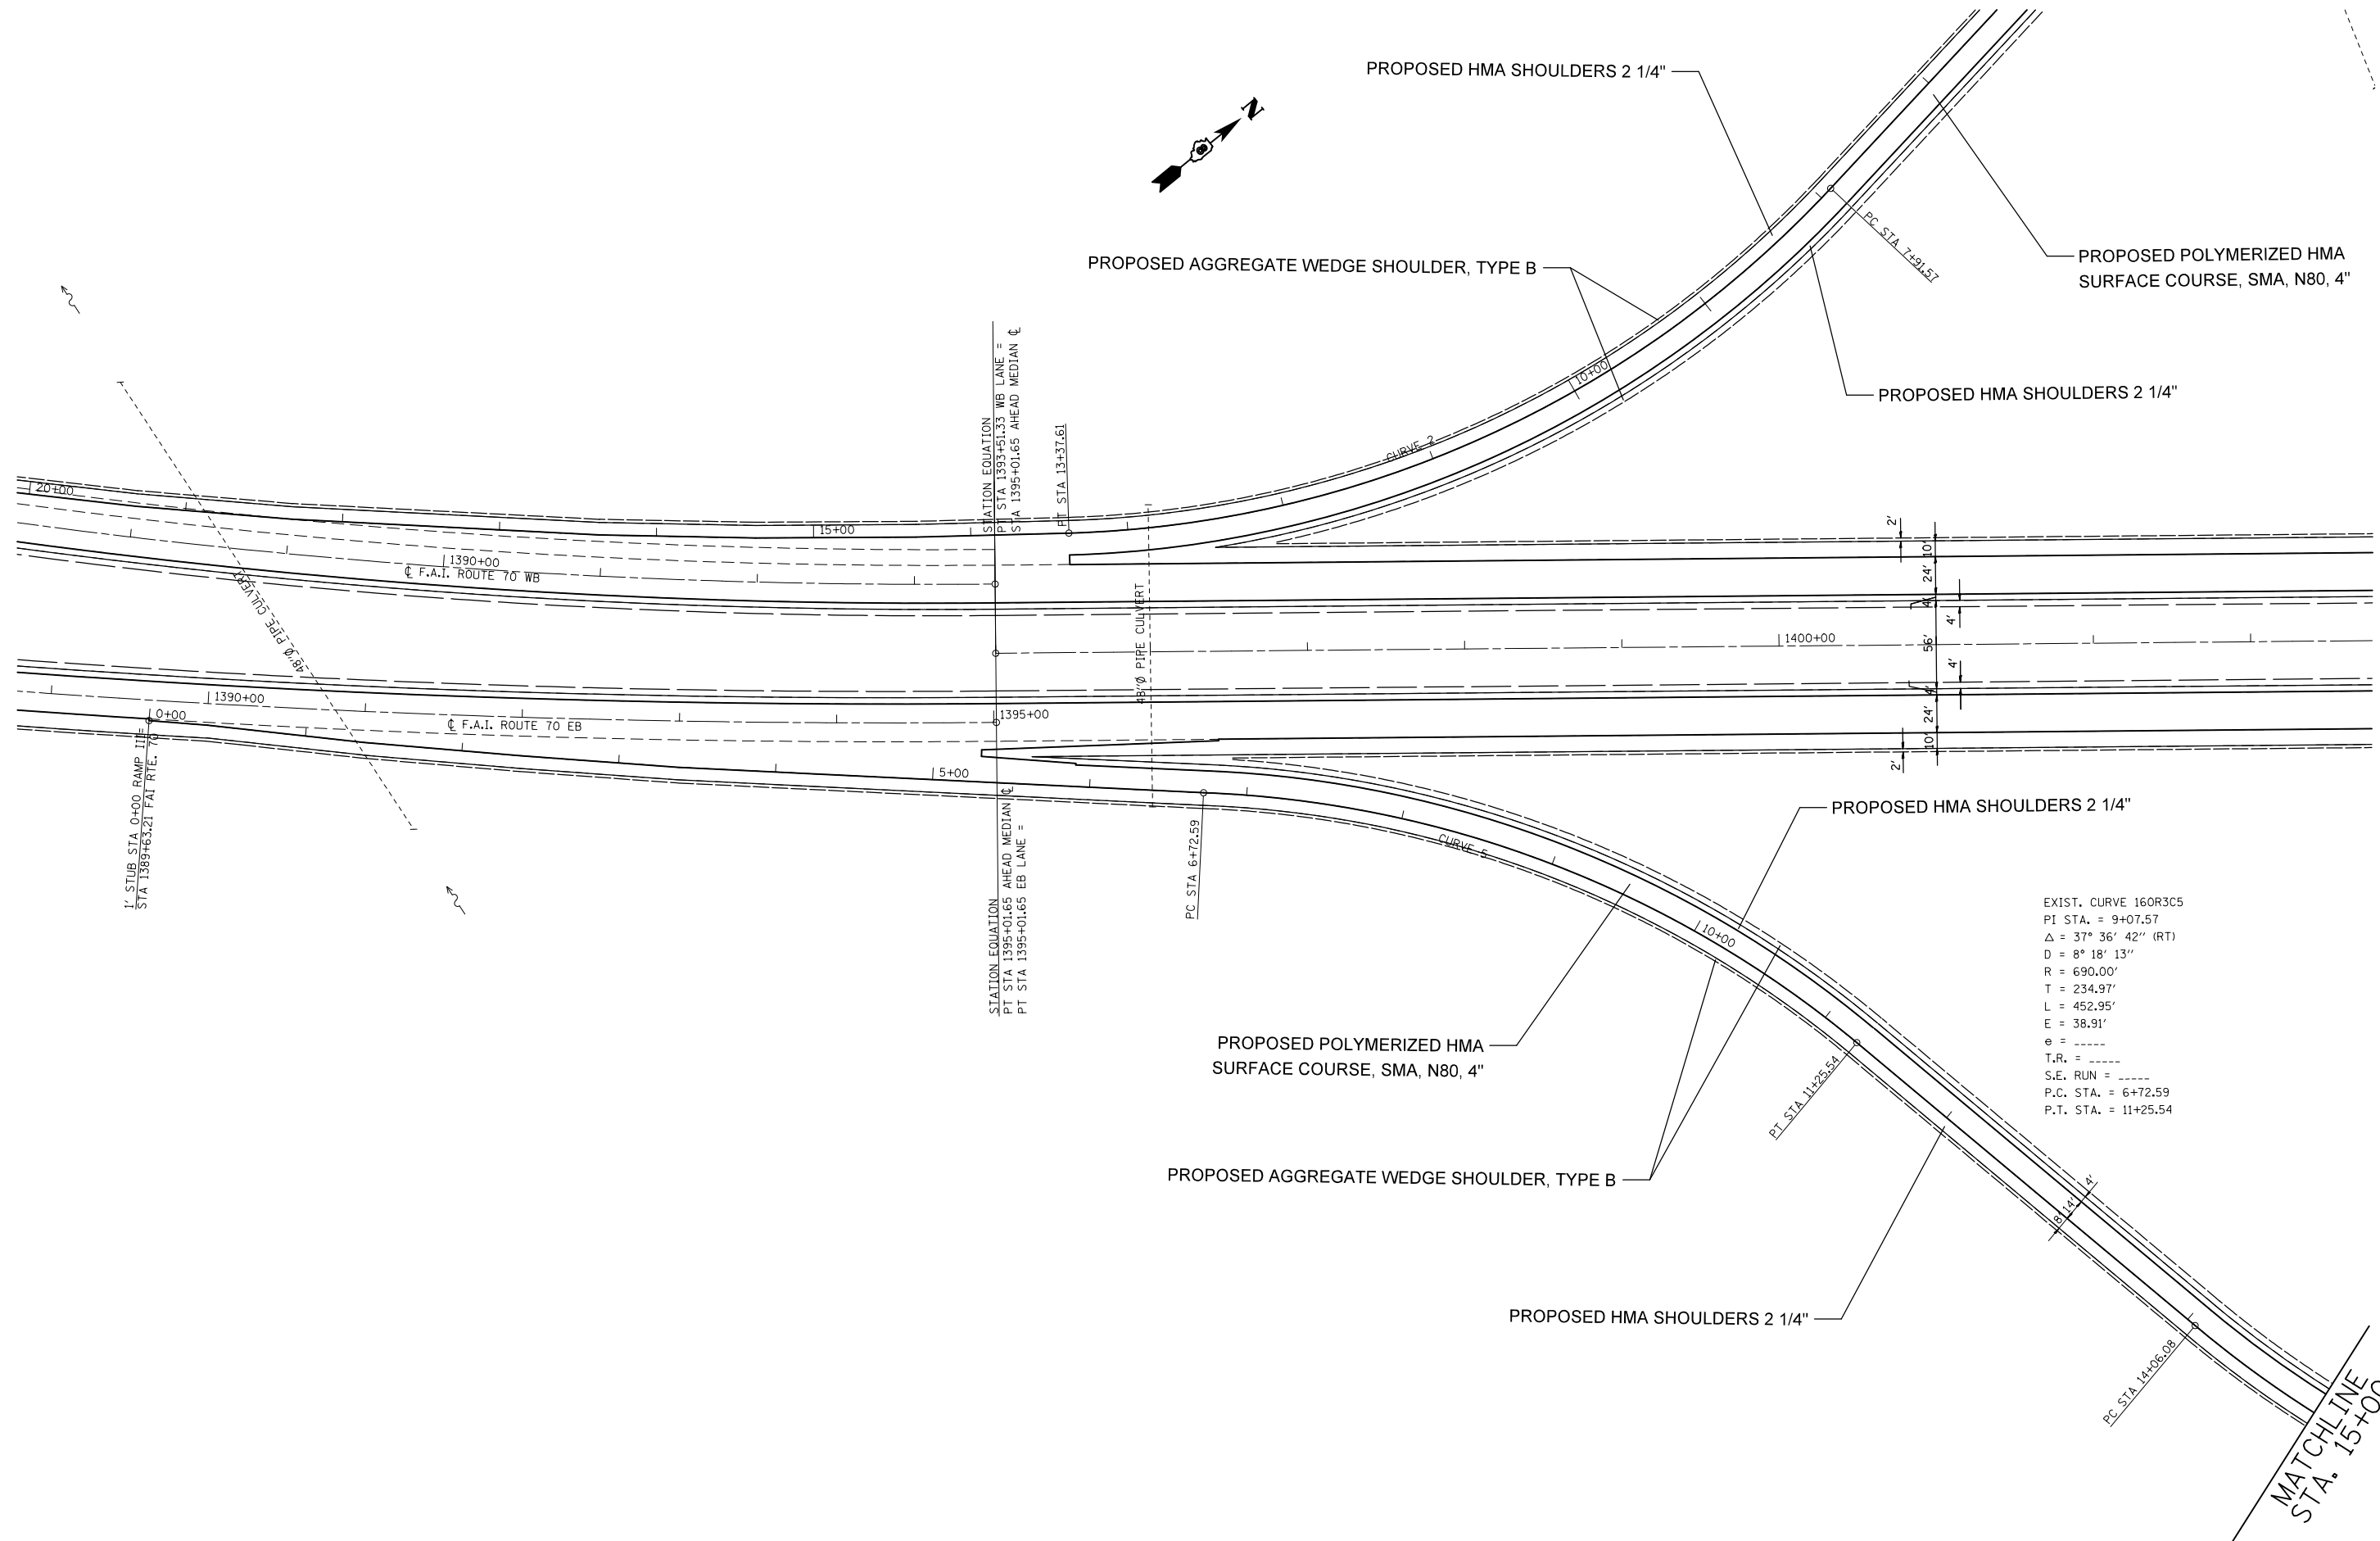 PROPOSED HMA SHOULDERS 2 1/4"
N
PROPOSED AGGREGATE WEDGE SHOULDER, TYPE B
PC STA 7+91.57
PROPOSED POLYMERIZED HMA
SURFACE COURSE, SMA, N80, 4"
PROPOSED HMA SHOULDERS 2 1/4"
10+00
CURVE 2
STATION EQUATION
PT STA 1393+51.33 WB LANE =
STA 1395+01.65 AHEAD MEDIAN ℄
PT STA 13+37.61
20+00
15+00
1390+00
℄ F.A.I. ROUTE 70 WB
48"Ø PIPE CULVERT
48"Ø PIPE CULVERT
2'
10'
24'
4'
4'
56'
1400+00
4'
4'
24'
10'
2'
1390+00
0+00
℄ F.A.I. ROUTE 70 EB
1395+00
5+00
1' STUB STA 0+00 RAMP III=
STA 1389+63.21 FAI RTE. 70
STATION EQUATION
PT STA 1395+01.65 AHEAD MEDIAN ℄
PT STA 1395+01.65 EB LANE =
PC STA 6+72.59
CURVE 5
PROPOSED HMA SHOULDERS 2 1/4"
10+00
EXIST. CURVE 160R3C5
PI STA. = 9+07.57
Δ = 37° 36' 42" (RT)
D = 8° 18' 13"
R = 690.00'
T = 234.97'
L = 452.95'
E = 38.91'
e = _____
T.R. = _____
S.E. RUN = _____
P.C. STA. = 6+72.59
P.T. STA. = 11+25.54
PROPOSED POLYMERIZED HMA
SURFACE COURSE, SMA, N80, 4"
PT STA 11+25.54
PROPOSED AGGREGATE WEDGE SHOULDER, TYPE B
8'
14'
4'
PROPOSED HMA SHOULDERS 2 1/4"
PC STA 14+06.08
MATCHLINE
STA. 15+00